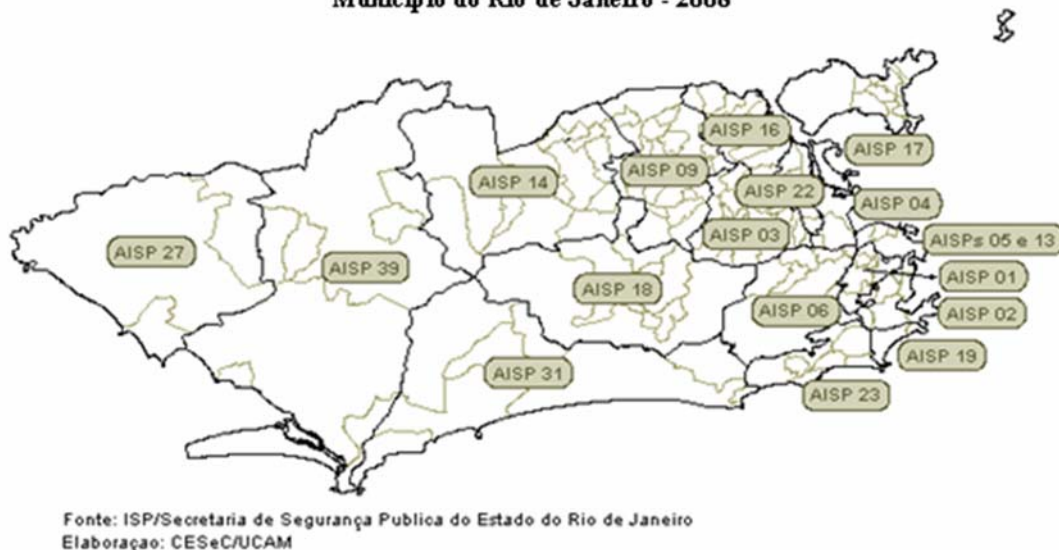 Município do Rio de Janeiro - 2008
AISP 16
AISP 17
AISP 09
AISP 14
AISP 22
AISP 04
AISP 03
AISPs 05 e 13
AISP 27
AISP 39
AISP 01
AISP 18
AISP 06
AISP 02
AISP 19
AISP 31
AISP 23
Fonte: ISP/Secretaria de Segurança Publica do Estado do Rio de Janeiro
Elaboraçao: CESeC/UCAM